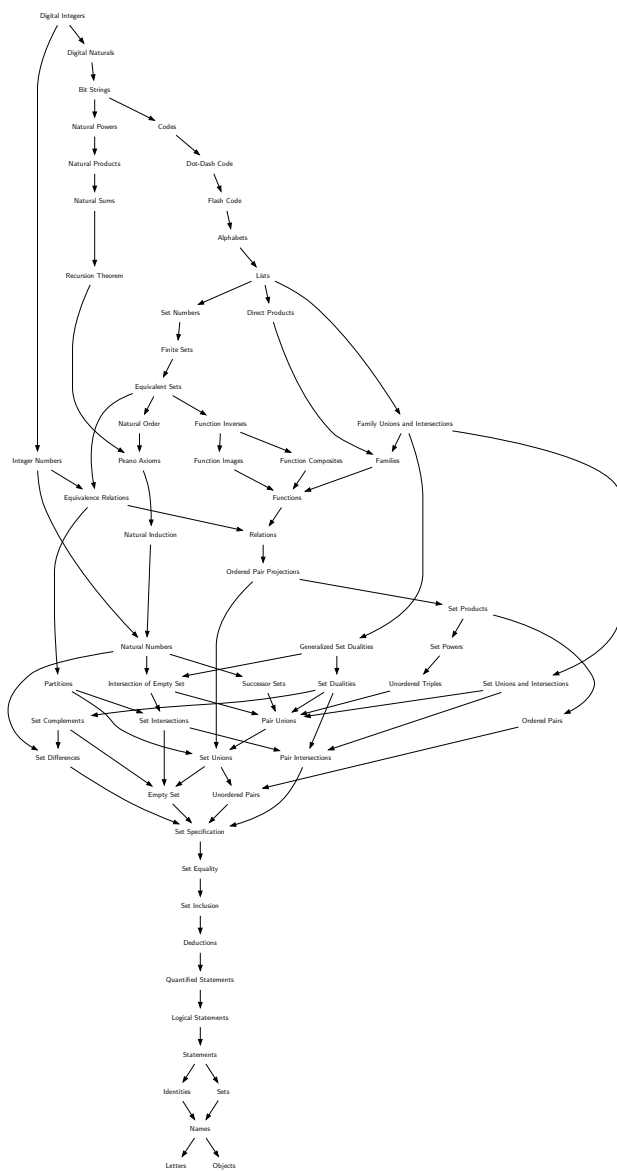 Digital Integers
Digital Naturals
Bit Strings
Natural Powers Codes
Natural Products Dot-Dash Code
Natural Sums Flash Code
Alphabets
Recursion Theorem Lists
Set Numbers Direct Products
Finite Sets
Equivalent Sets
Natural Order Function Inverses Family Unions and Intersections
Integer Numbers Peano Axioms Function Images Function Composites Families
Equivalence Relations Functions
Natural Induction Relations
Ordered Pair Projections
Set Products
Natural Numbers Generalized Set Dualities Set Powers
Partitions Intersection of Empty Set Successor Sets Set Dualities Unordered Triples Set Unions and Intersections
Set Complements Set Intersections Pair Unions Ordered Pairs
Set Differences Set Unions Pair Intersections
Empty Set Unordered Pairs
Set Specification
Set Equality
Set Inclusion
Deductions
Quantified Statements
Logical Statements
Statements
Identities Sets
Names
Letters Objects